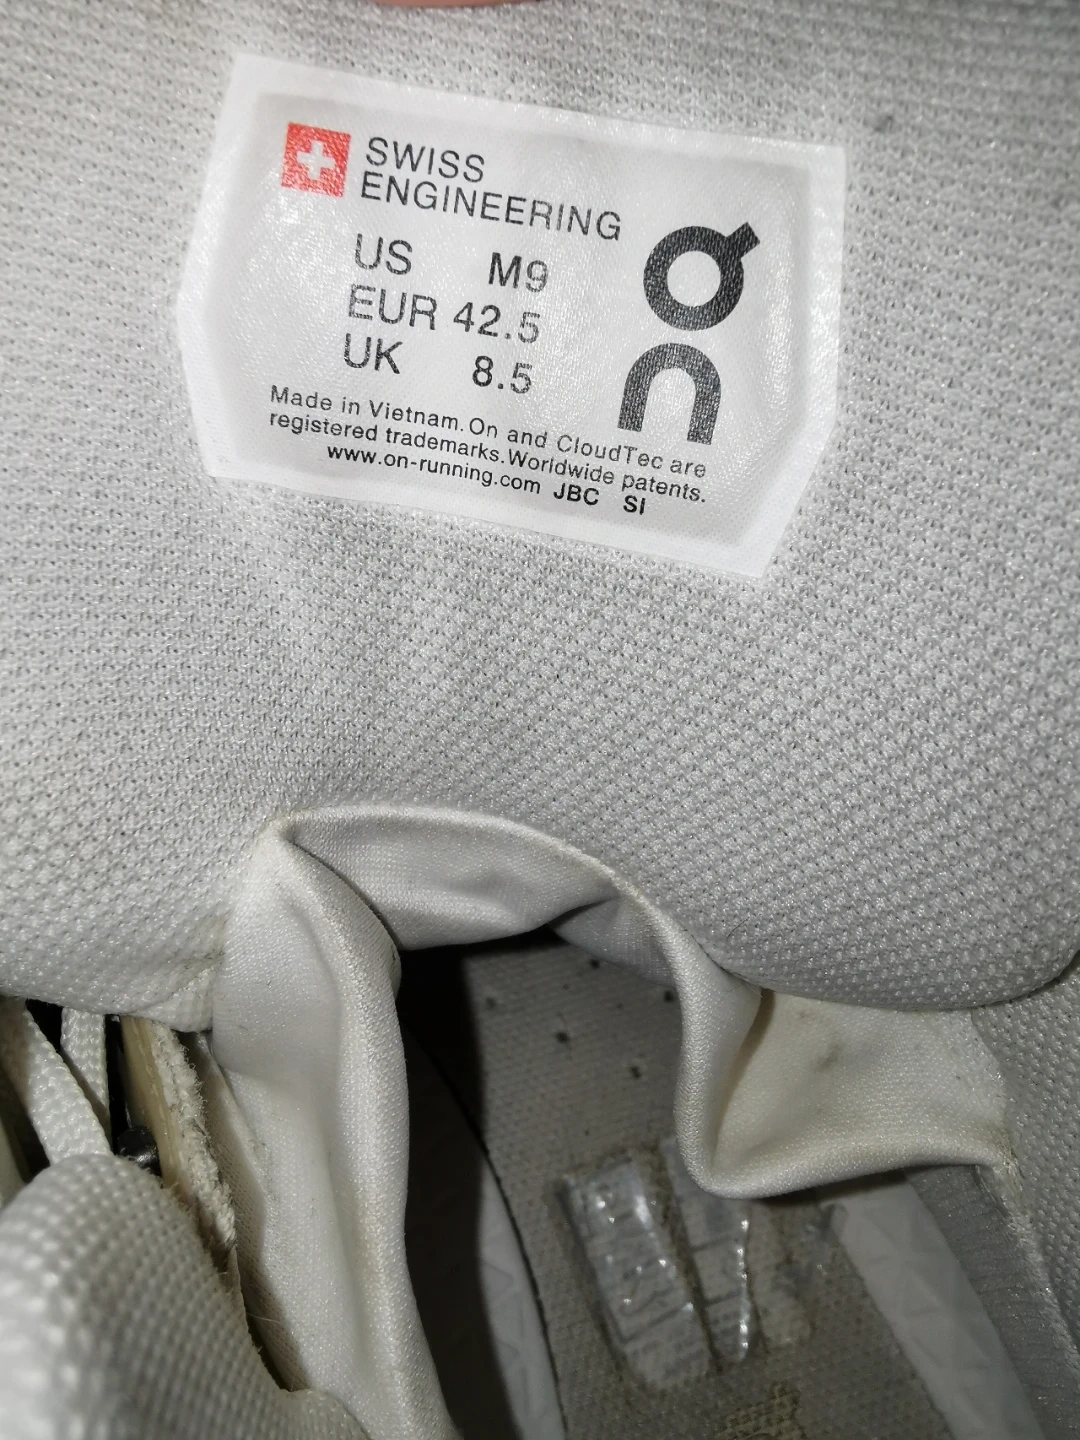 SWISS
ENGINEERING
US M9
EUR 42.5
UK 8.5
Made in Vietnam. On and CloudTec are
registered trademarks. Worldwide patents.
www.on-running.com JBC SI
On